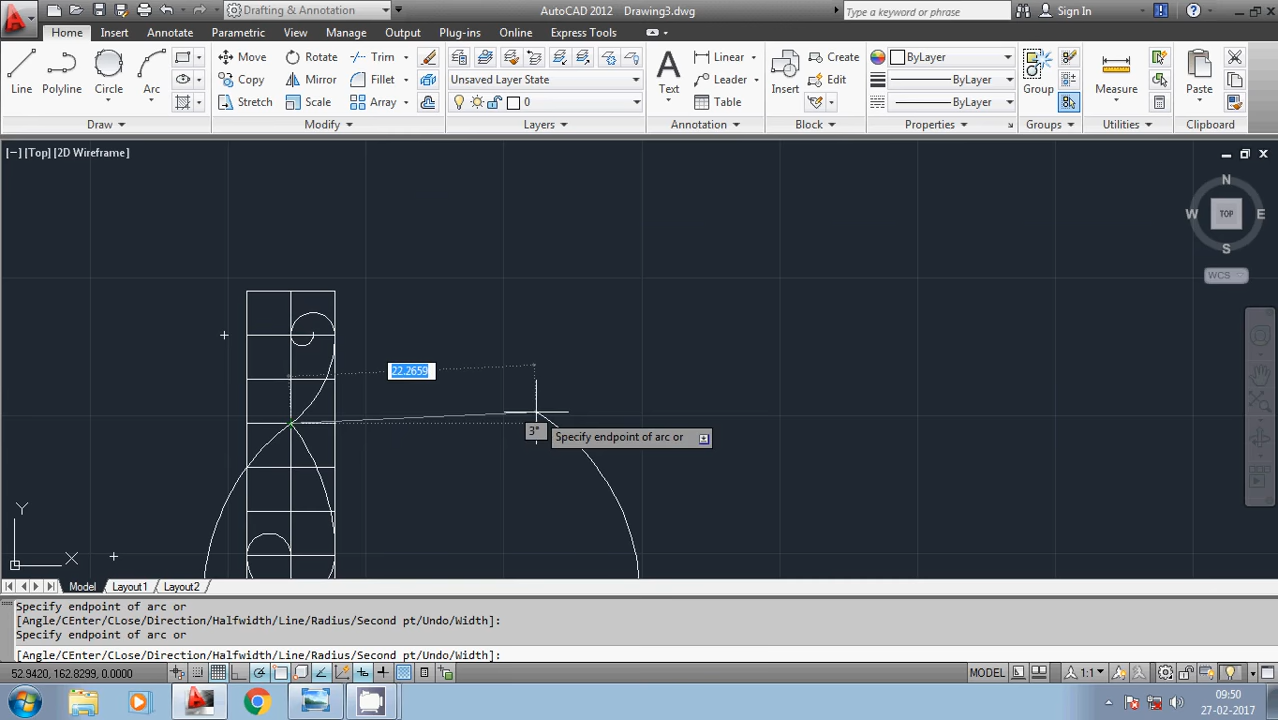 Drafting & Annotation
AutoCAD 2012 Drawing3.dwg
Type a keyword or phrase
Sign In
Home Insert Annotate Parametric View Manage Output Plug-ins Online Express Tools
Line Polyline Circle Arc
Move Rotate Trim
Copy Mirror Fillet
Stretch Scale Array
Unsaved Layer State
0
Text
Linear
Leader
Table
Insert
Create
Edit
ByLayer
ByLayer
ByLayer
Group
Measure
Paste
Draw Modify Layers Annotation Block Properties Groups Utilities Clipboard
[−] [Top] [2D Wireframe]
N
W TOP E
S
WCS
22.2659
3°
Specify endpoint of arc or
Y
X
Model Layout1 Layout2
Specify endpoint of arc or
[Angle/CEnter/CLose/Direction/Halfwidth/Line/Radius/Second pt/Undo/Width]:
Specify endpoint of arc or
[Angle/CEnter/CLose/Direction/Halfwidth/Line/Radius/Second pt/Undo/Width]:
52.9420, 162.8299, 0.0000
MODEL
1:1
09:50
27-02-2017